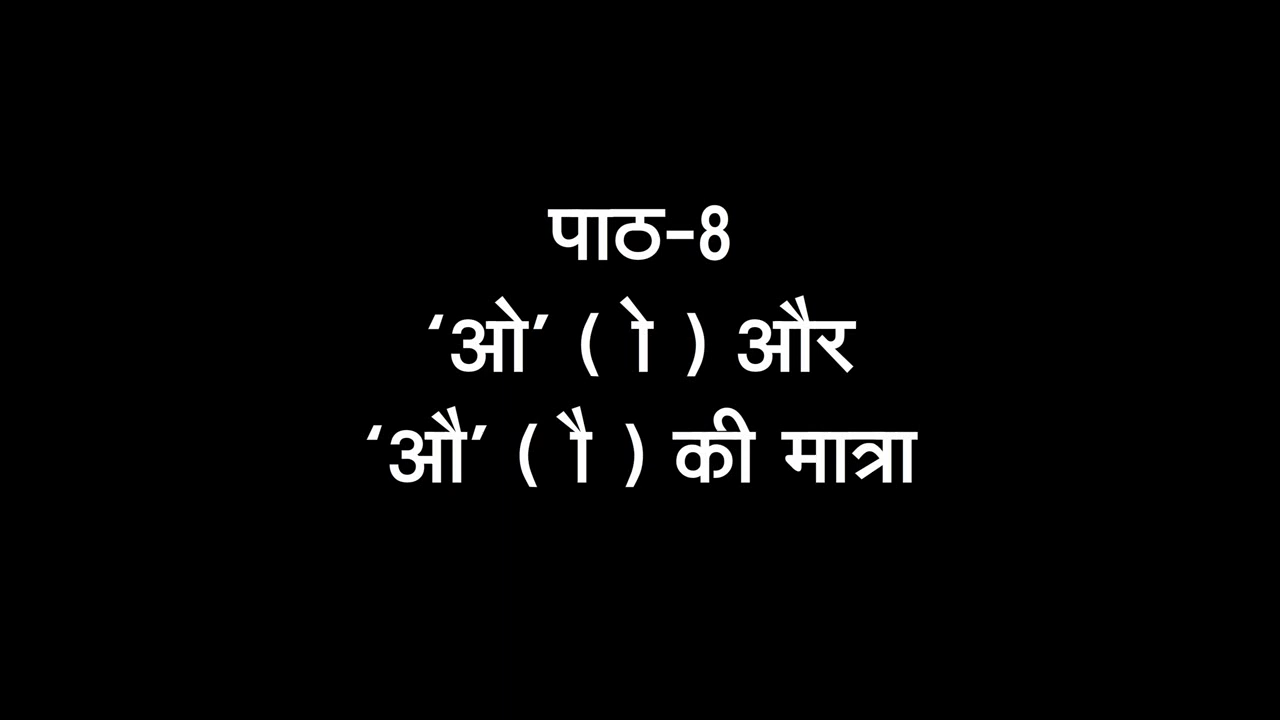 पाठ-8
‘ओ’ ( ो ) और
‘औ’ ( ौ ) की मात्रा